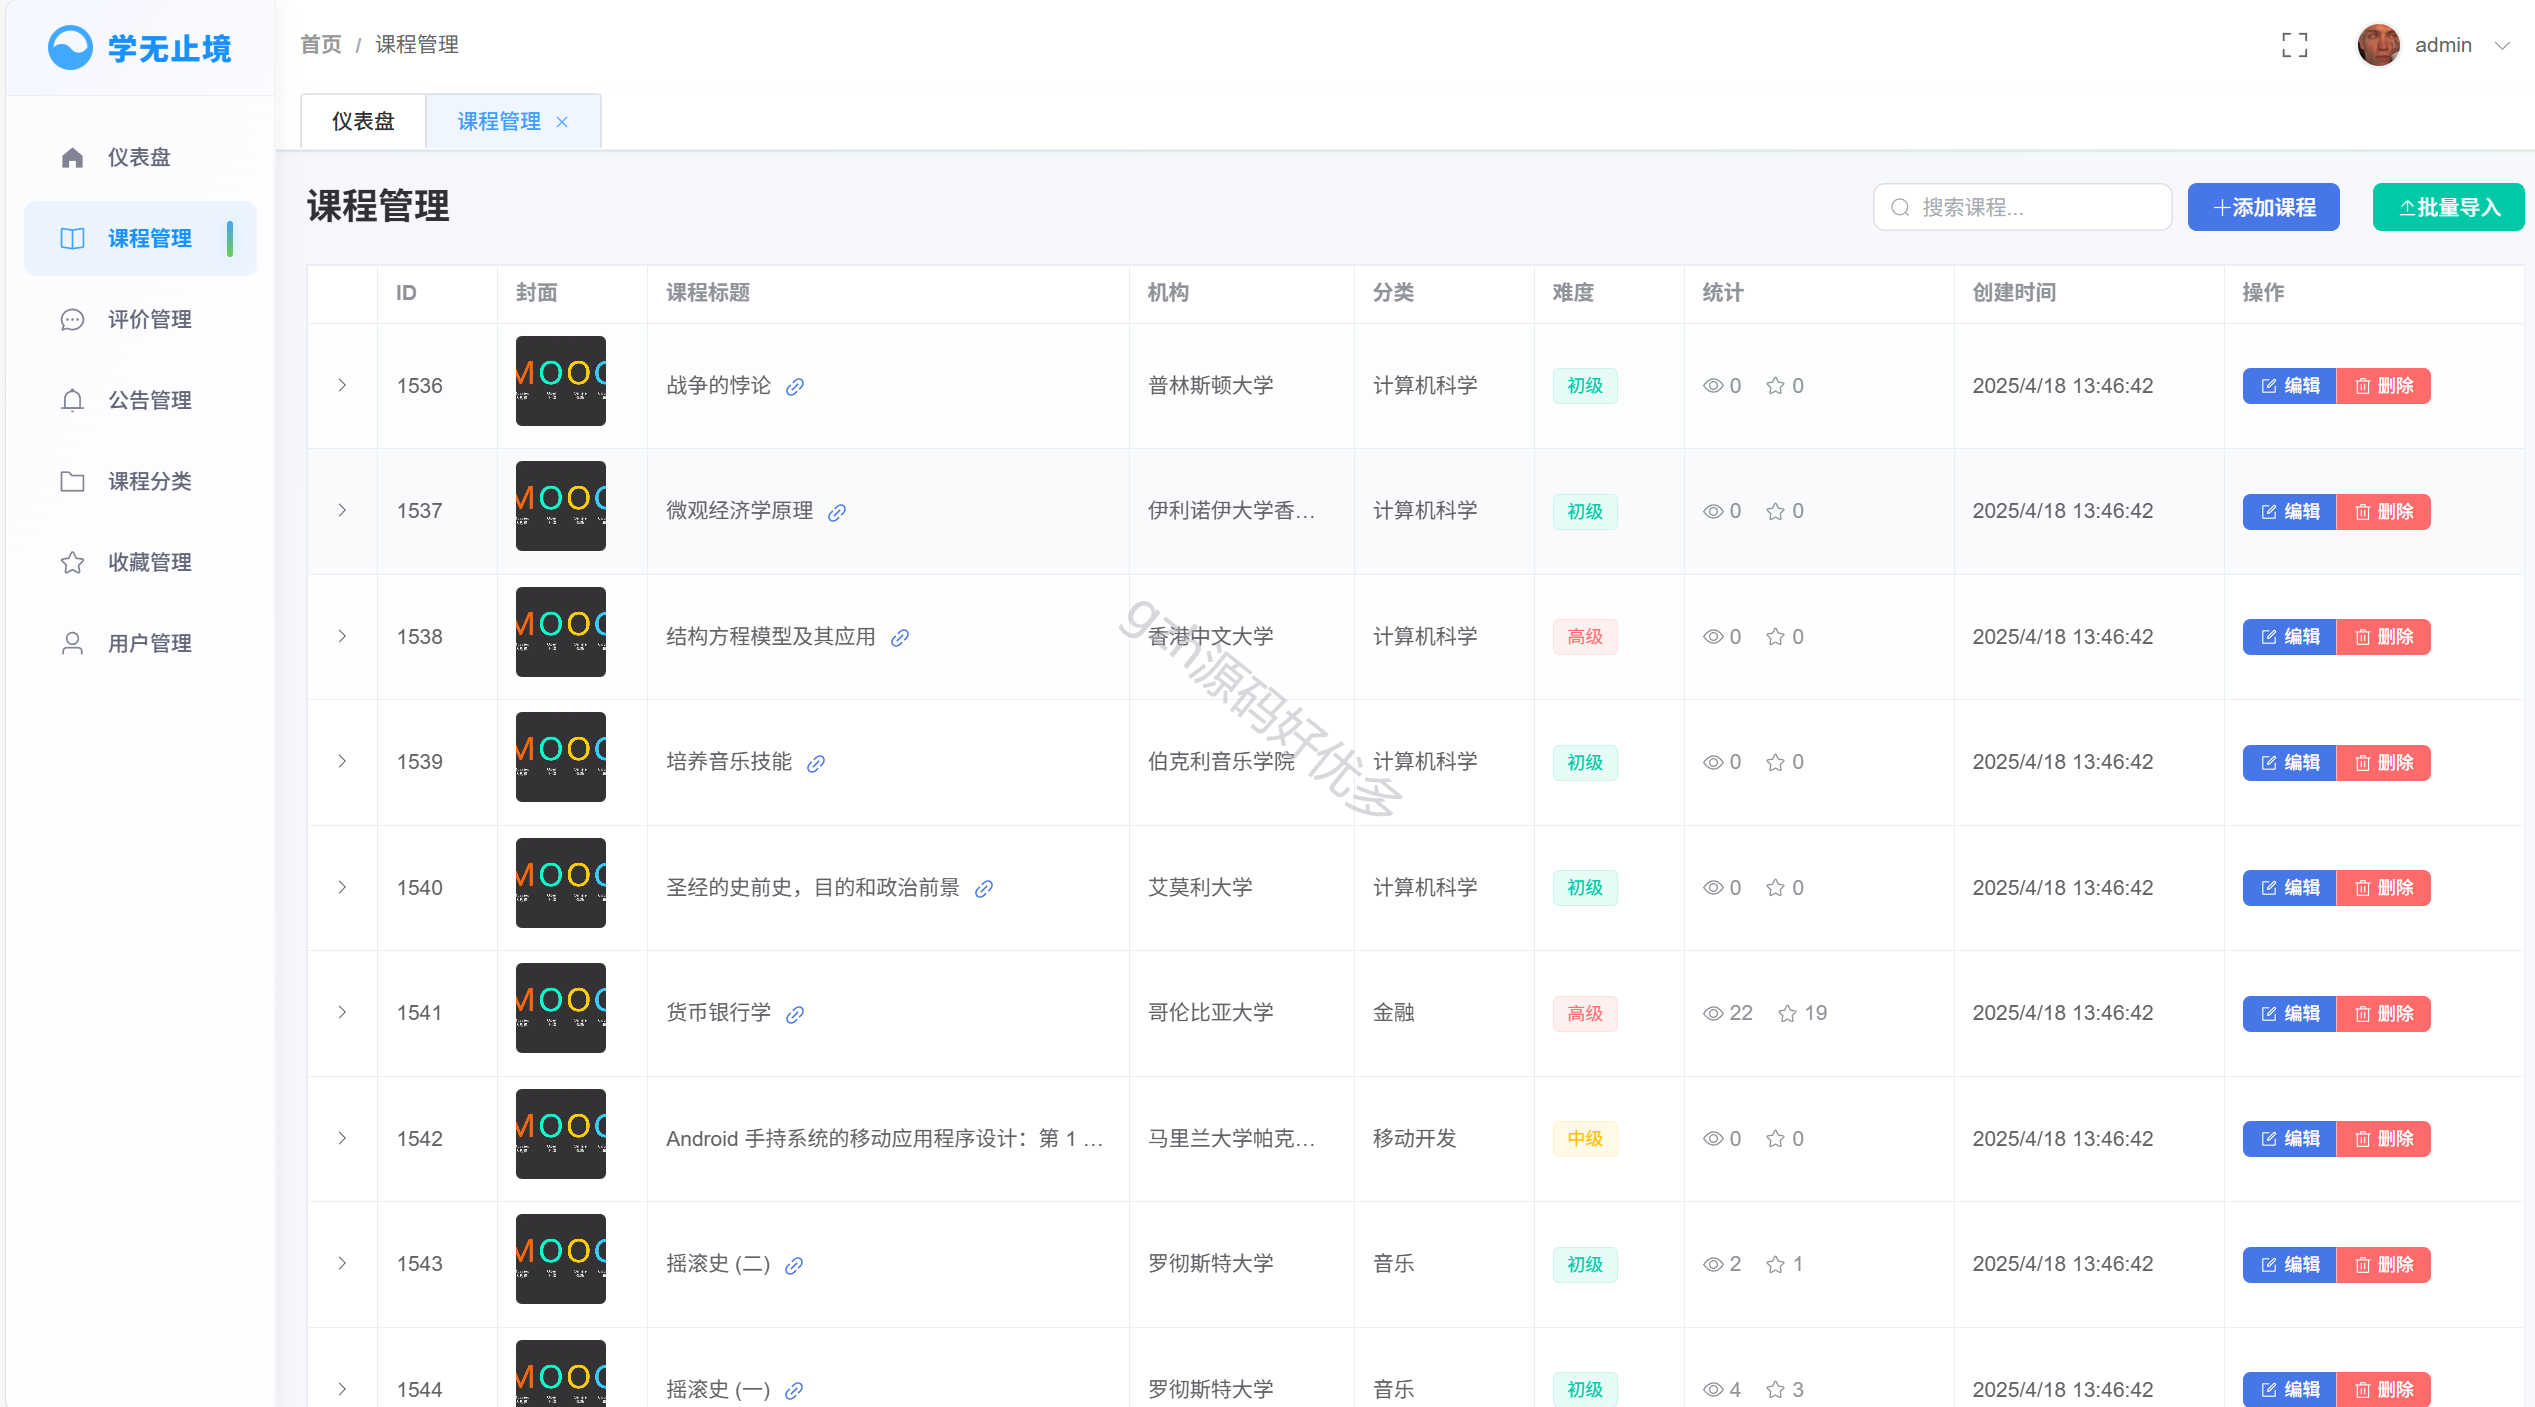 学无止境
首页 / 课程管理
admin
仪表盘
课程管理
仪表盘
课程管理
评价管理
公告管理
课程分类
收藏管理
用户管理
课程管理
搜索课程...
添加课程
批量导入
ID 封面 课程标题 机构 分类 难度 统计 创建时间 操作
1536 MOOC 战争的悖论 普林斯顿大学 计算机科学 初级 0 0 2025/4/18 13:46:42 编辑 删除
1537 MOOC 微观经济学原理 伊利诺伊大学香... 计算机科学 初级 0 0 2025/4/18 13:46:42 编辑 删除
1538 MOOC 结构方程模型及其应用 香港中文大学 计算机科学 高级 0 0 2025/4/18 13:46:42 编辑 删除
1539 MOOC 培养音乐技能 伯克利音乐学院 计算机科学 初级 0 0 2025/4/18 13:46:42 编辑 删除
1540 MOOC 圣经的史前史，目的和政治前景 艾莫利大学 计算机科学 初级 0 0 2025/4/18 13:46:42 编辑 删除
1541 MOOC 货币银行学 哥伦比亚大学 金融 高级 22 19 2025/4/18 13:46:42 编辑 删除
1542 MOOC Android 手持系统的移动应用程序设计：第 1 ... 马里兰大学帕克... 移动开发 中级 0 0 2025/4/18 13:46:42 编辑 删除
1543 MOOC 摇滚史 (二) 罗彻斯特大学 音乐 初级 2 1 2025/4/18 13:46:42 编辑 删除
1544 MOOC 摇滚史 (一) 罗彻斯特大学 音乐 初级 4 3 2025/4/18 13:46:42 编辑 删除
gzh源码好优多